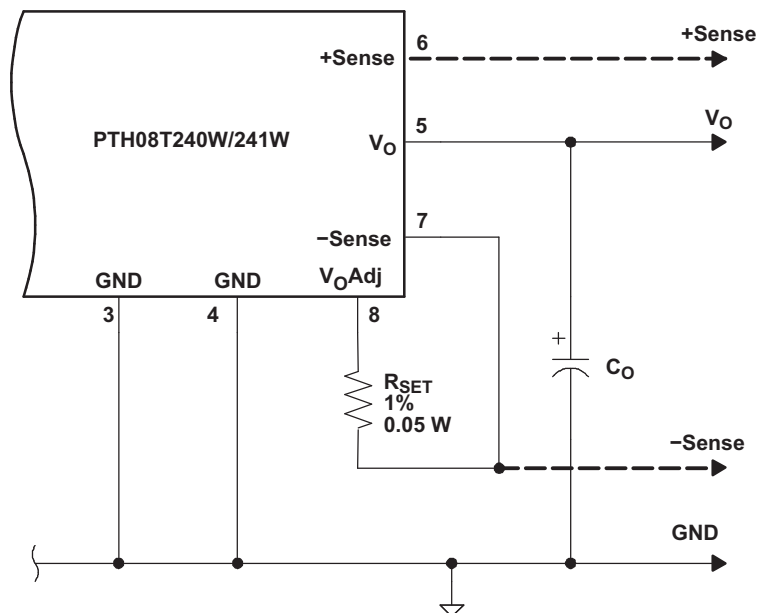 +Sense
6
+Sense
PTH08T240W/241W
5
VO
VO
7
−Sense
GND
GND
VOAdj
3
4
8
+
CO
RSET
1%
0.05 W
−Sense
GND